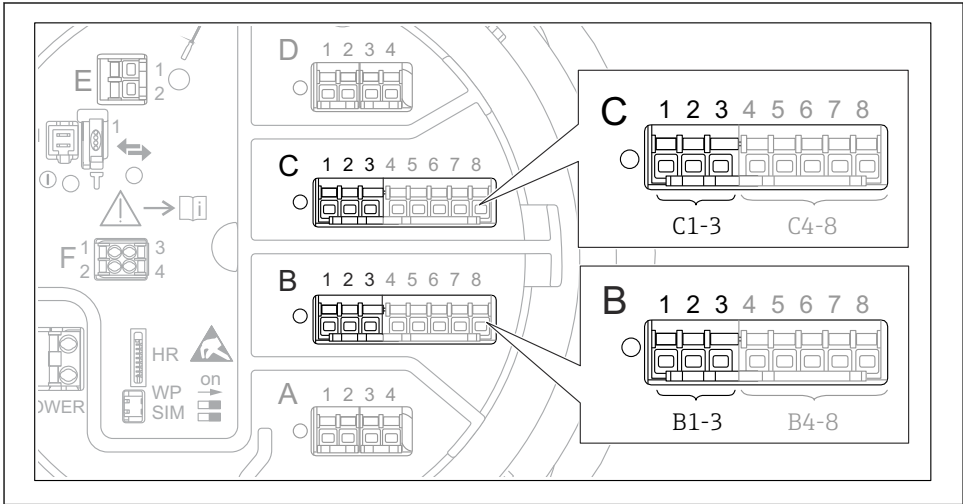 D 1 2 3 4
E 1
2
1
C 1 2 3 4 5 6 7 8
i
F 1 3
2 4
B 1 2 3 4 5 6 7 8
HR
WP on
SIM
OWER
A 1 2 3 4
C 1 2 3 4 5 6 7 8
C1-3 C4-8
B 1 2 3 4 5 6 7 8
B1-3 B4-8